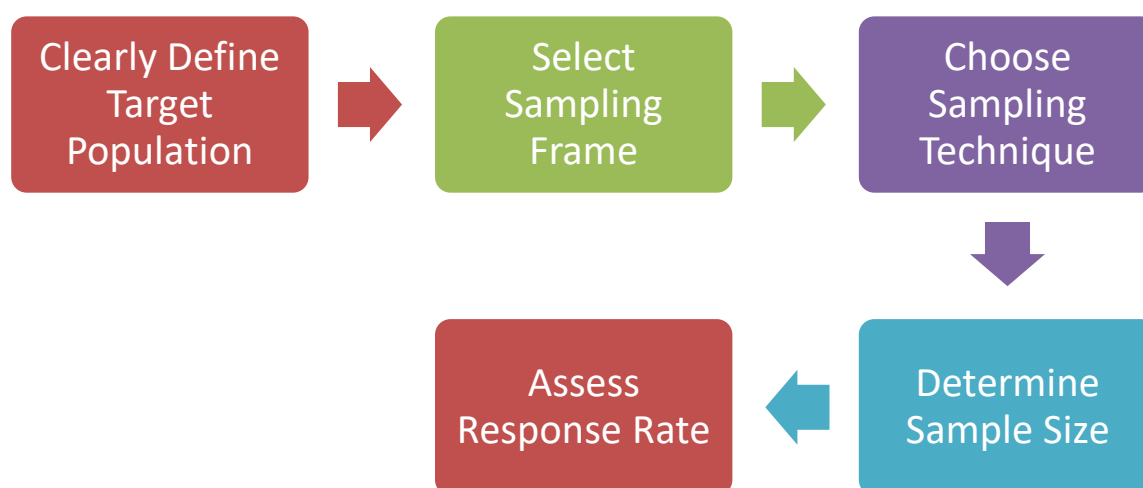 Clearly Define
Target
Population
Select
Sampling
Frame
Choose
Sampling
Technique
Determine
Sample Size
Assess
Response Rate